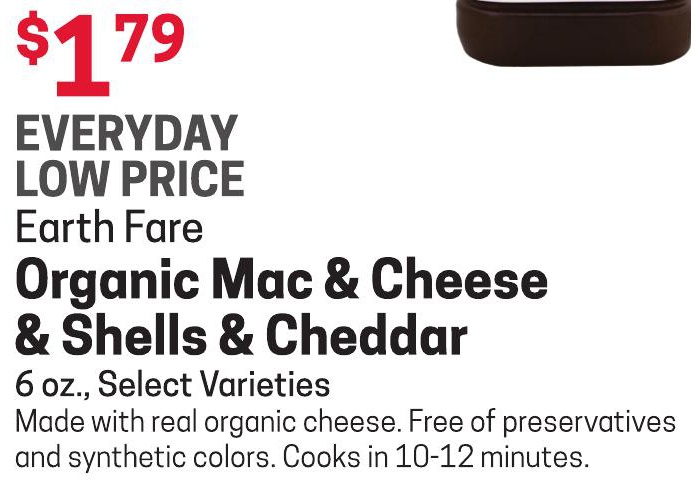 $1.79
EVERYDAY
LOW PRICE
Earth Fare
Organic Mac & Cheese
& Shells & Cheddar
6 oz., Select Varieties
Made with real organic cheese. Free of preservatives
and synthetic colors. Cooks in 10-12 minutes.